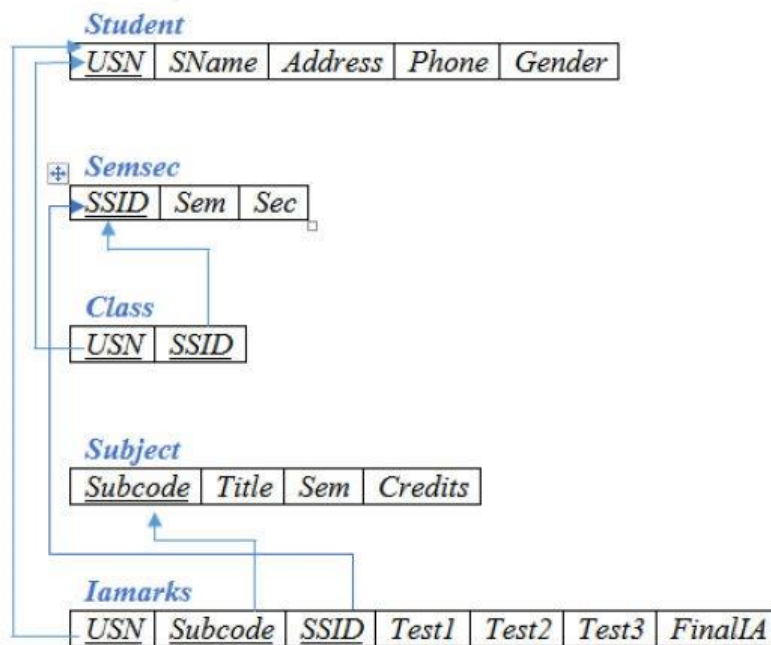 Student
USN SName Address Phone Gender
Semsec
SSID Sem Sec
Class
USN SSID
Subject
Subcode Title Sem Credits
Iamarks
USN Subcode SSID Test1 Test2 Test3 FinalIA